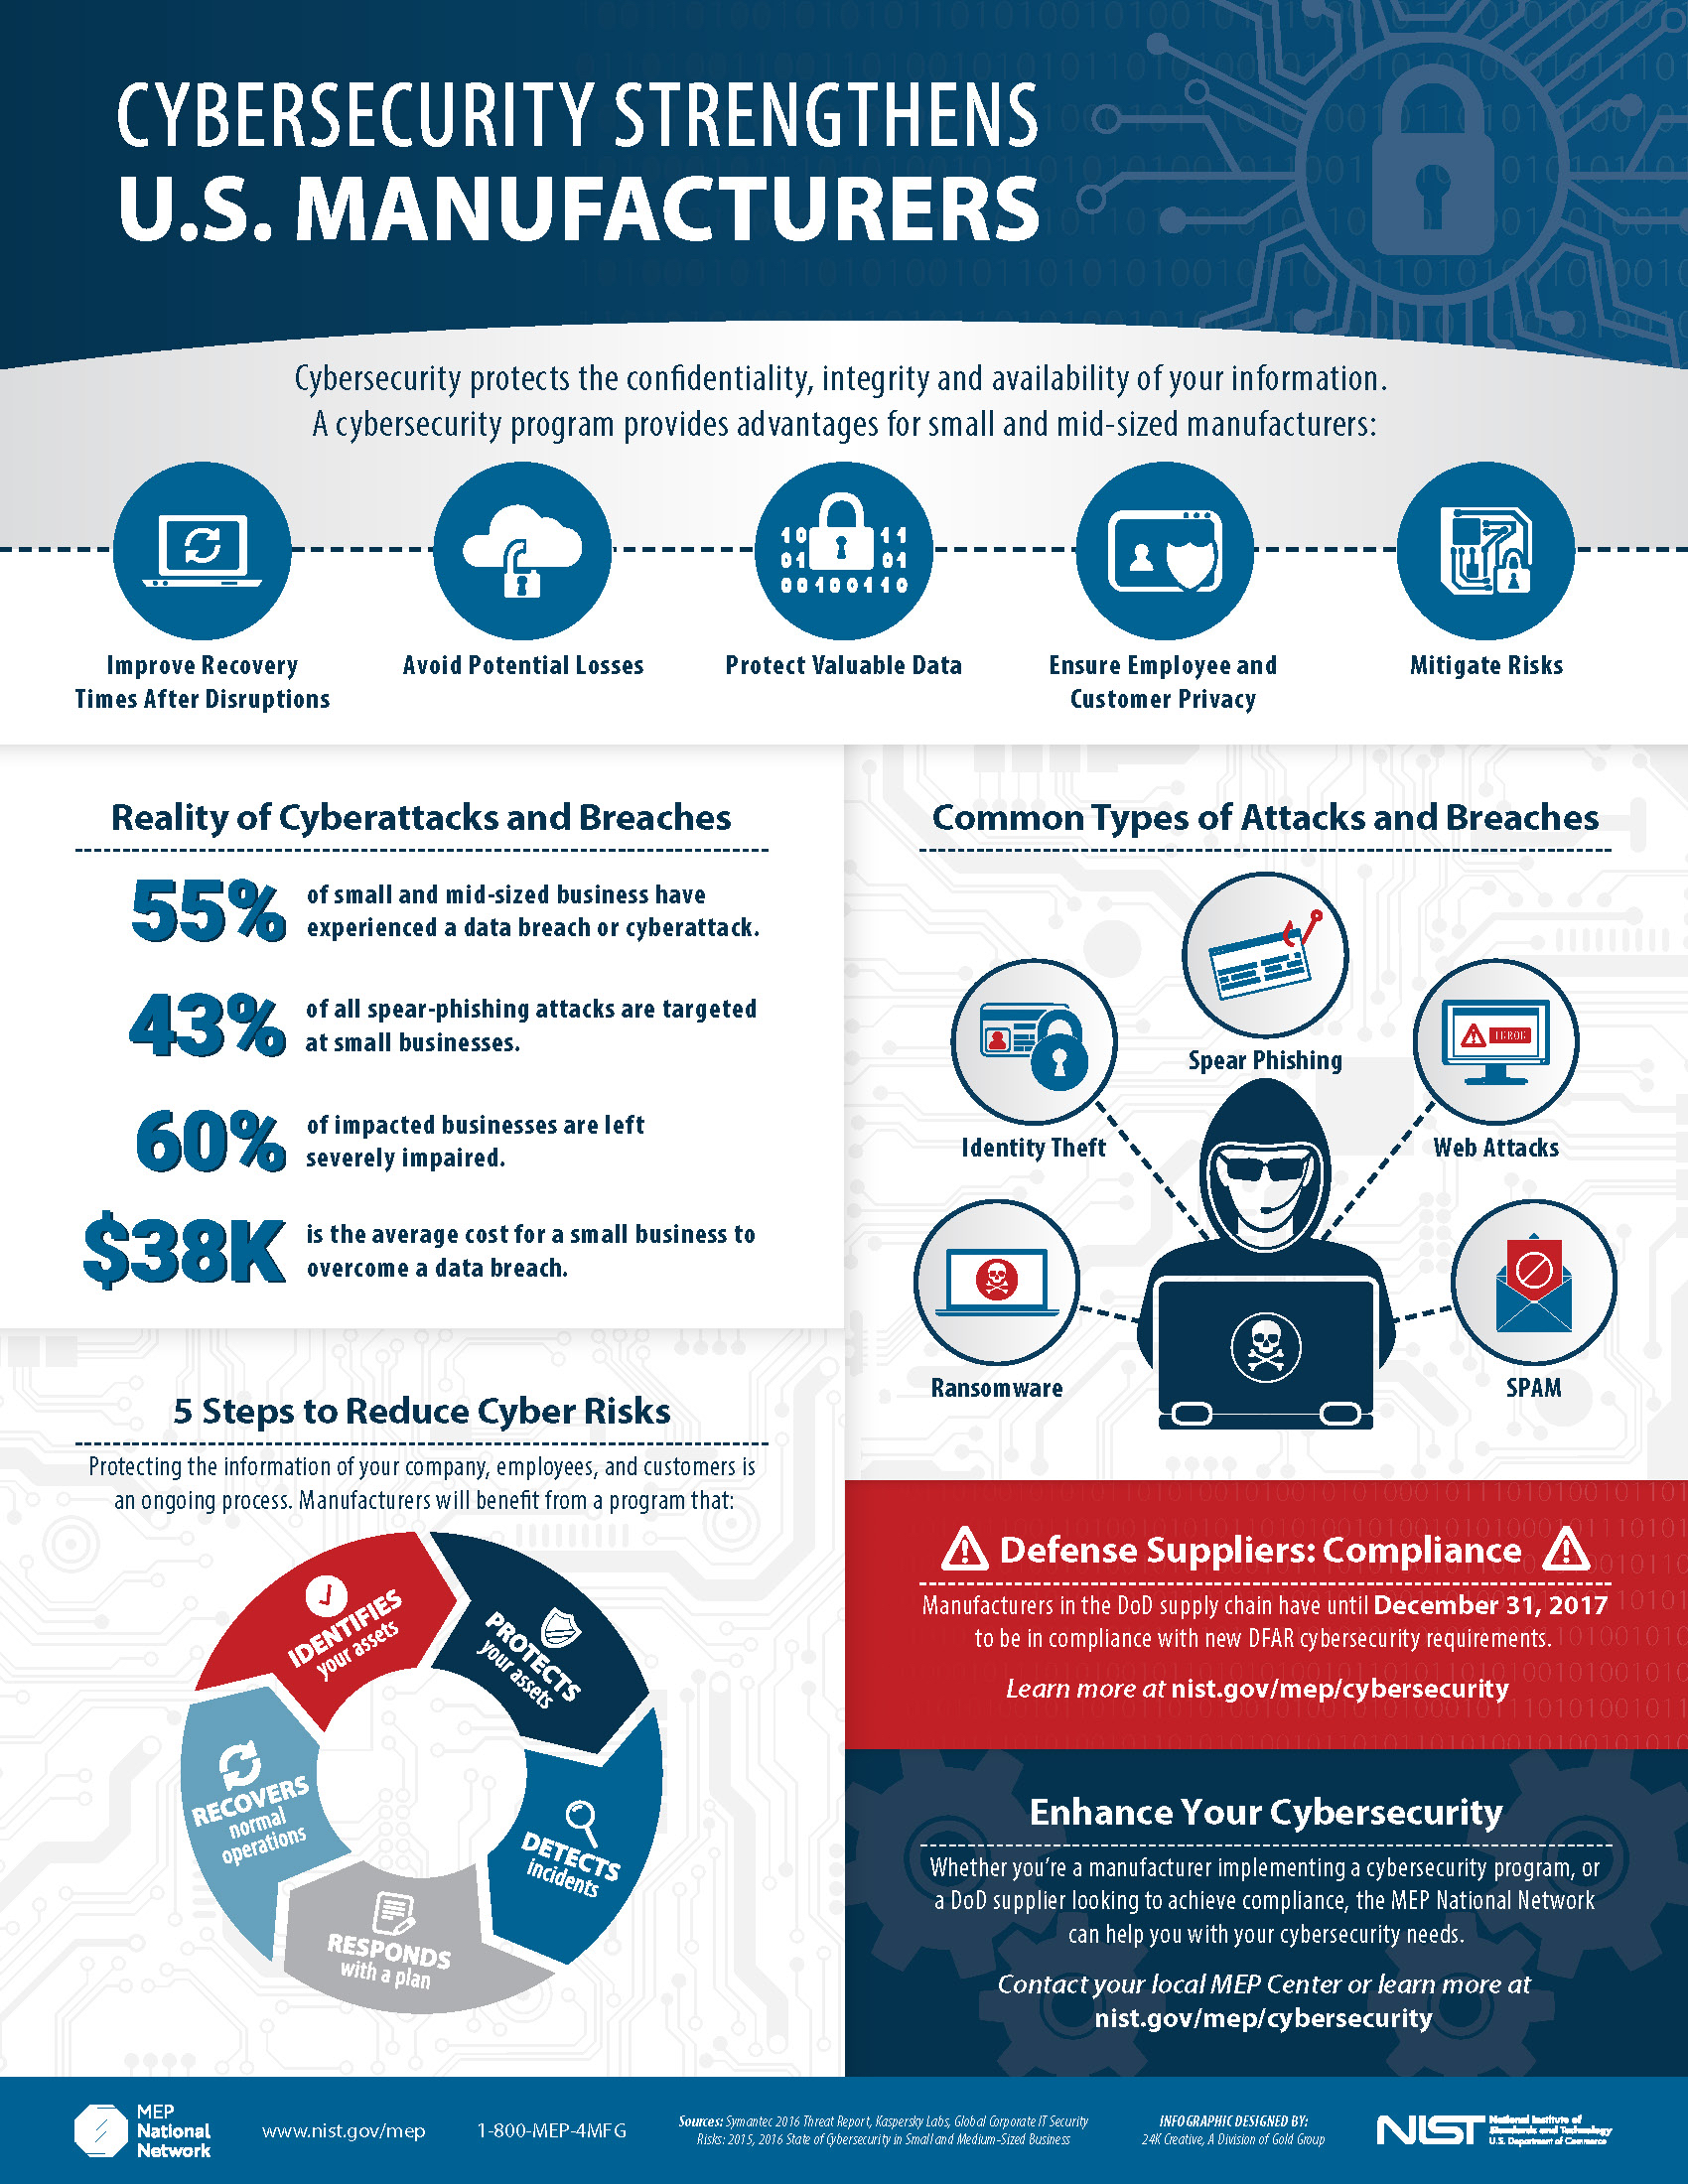 CYBERSECURITY STRENGTHENS
U.S. MANUFACTURERS
Cybersecurity protects the confidentiality, integrity and availability of your information.
A cybersecurity program provides advantages for small and mid-sized manufacturers:
10 11
01 01
00100110
Improve Recovery
Times After Disruptions
Avoid Potential Losses
Protect Valuable Data
Ensure Employee and
Customer Privacy
Mitigate Risks
Reality of Cyberattacks and Breaches
55%
of small and mid-sized business have
experienced a data breach or cyberattack.
43%
of all spear-phishing attacks are targeted
at small businesses.
60%
of impacted businesses are left
severely impaired.
$38K
is the average cost for a small business to
overcome a data breach.
Common Types of Attacks and Breaches
Spear Phishing
Identity Theft
ERROR
Web Attacks
Ransomware
SPAM
5 Steps to Reduce Cyber Risks
Protecting the information of your company, employees, and customers is
an ongoing process. Manufacturers will benefit from a program that:
IDENTIFIES
your assets
PROTECTS
your assets
DETECTS
incidents
RESPONDS
with a plan
RECOVERS
normal
operations
Defense Suppliers: Compliance
Manufacturers in the DoD supply chain have until December 31, 2017
to be in compliance with new DFAR cybersecurity requirements.
Learn more at nist.gov/mep/cybersecurity
Enhance Your Cybersecurity
Whether you're a manufacturer implementing a cybersecurity program, or
a DoD supplier looking to achieve compliance, the MEP National Network
can help you with your cybersecurity needs.
Contact your local MEP Center or learn more at
nist.gov/mep/cybersecurity
MEP
National
Network
www.nist.gov/mep
1-800-MEP-4MFG
Sources: Symantec 2016 Threat Report, Kaspersky Labs, Global Corporate IT Security
Risks: 2015, 2016 State of Cybersecurity in Small and Medium-Sized Business
INFOGRAPHIC DESIGNED BY:
24K Creative, A Division of Gold Group
NIST
National Institute of
Standards and Technology
U.S. Department of Commerce